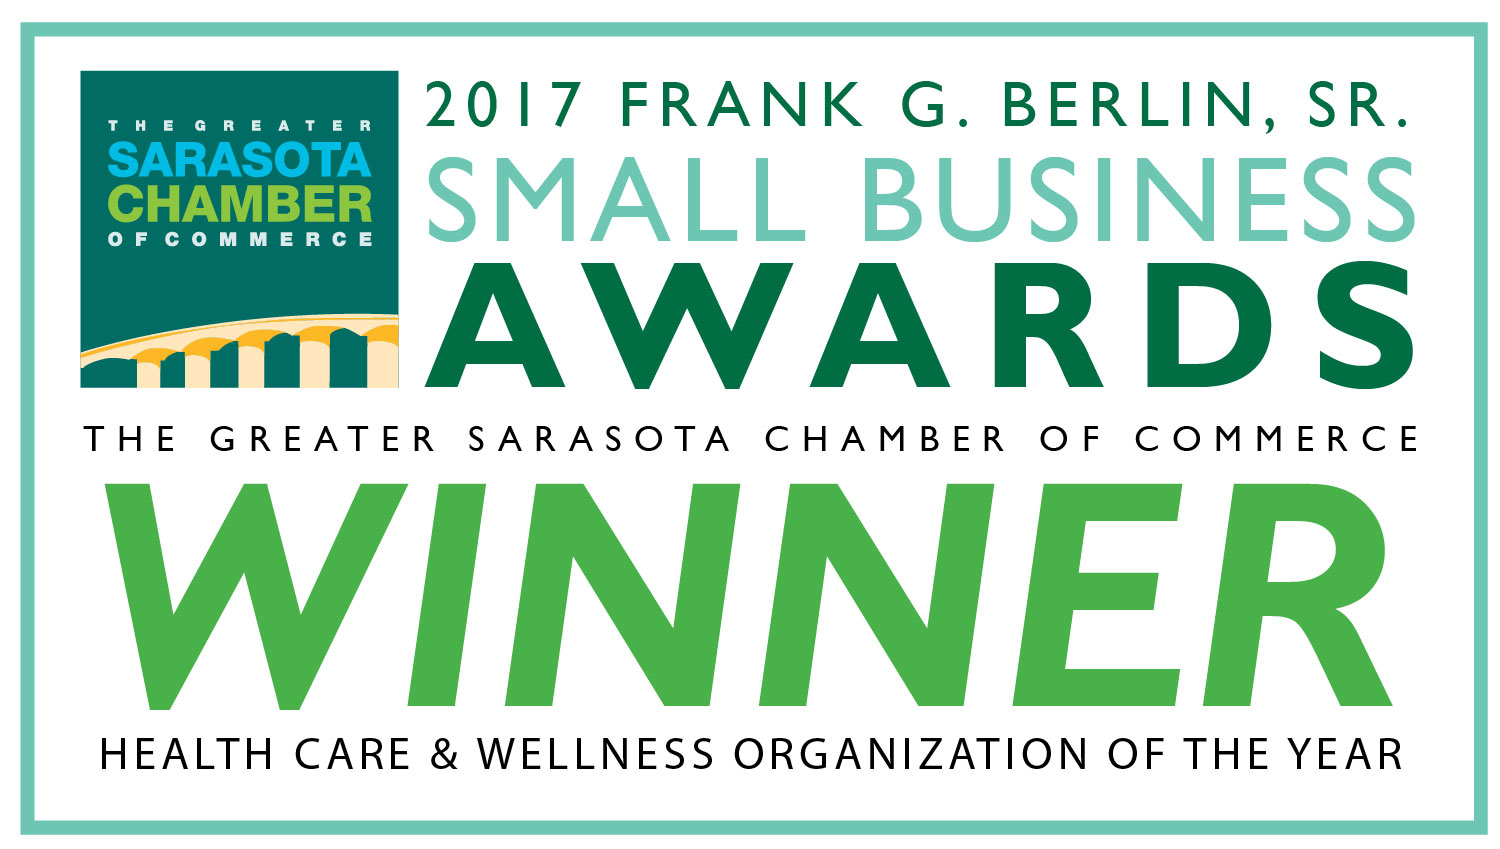 THE GREATER
SARASOTA
CHAMBER
OF COMMERCE
2017 FRANK G. BERLIN, SR.
SMALL BUSINESS
AWARDS
THE GREATER SARASOTA CHAMBER OF COMMERCE
WINNER
HEALTH CARE & WELLNESS ORGANIZATION OF THE YEAR